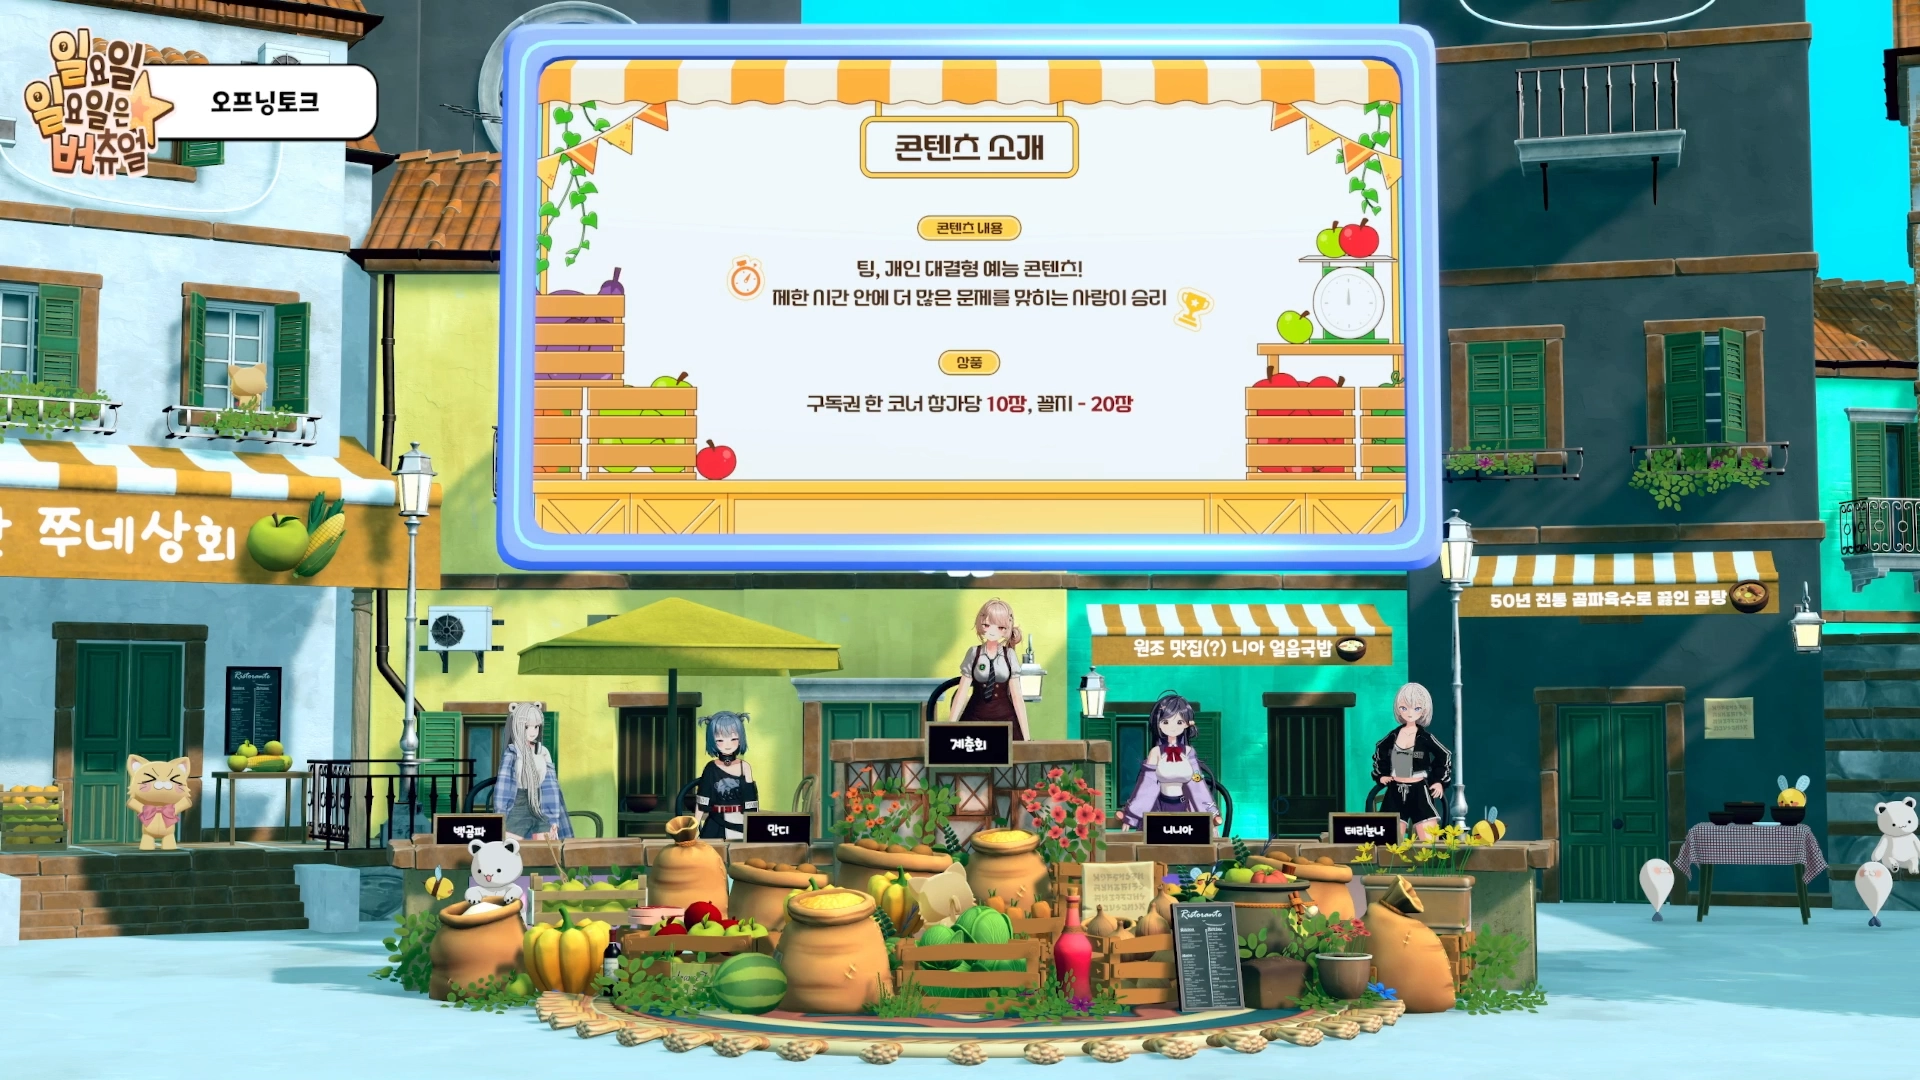 일요일
일요일은
버츄얼
오프닝토크
콘텐츠 소개
콘텐츠 내용
팀, 개인 대결형 예능 콘텐츠!
제한 시간 안에 더 많은 문제를 맞히는 사람이 승리
상품
구독권 한 코너 참가당 10장, 꼴지 - 20장
쭈네상회
50년 전통 곰파육수로 끓인 곰탕
원조 맛집(?) 니아 얼음국밥
Ristorante
계춘회
백곰파
만디
니니아
테리눈나
Ristorante